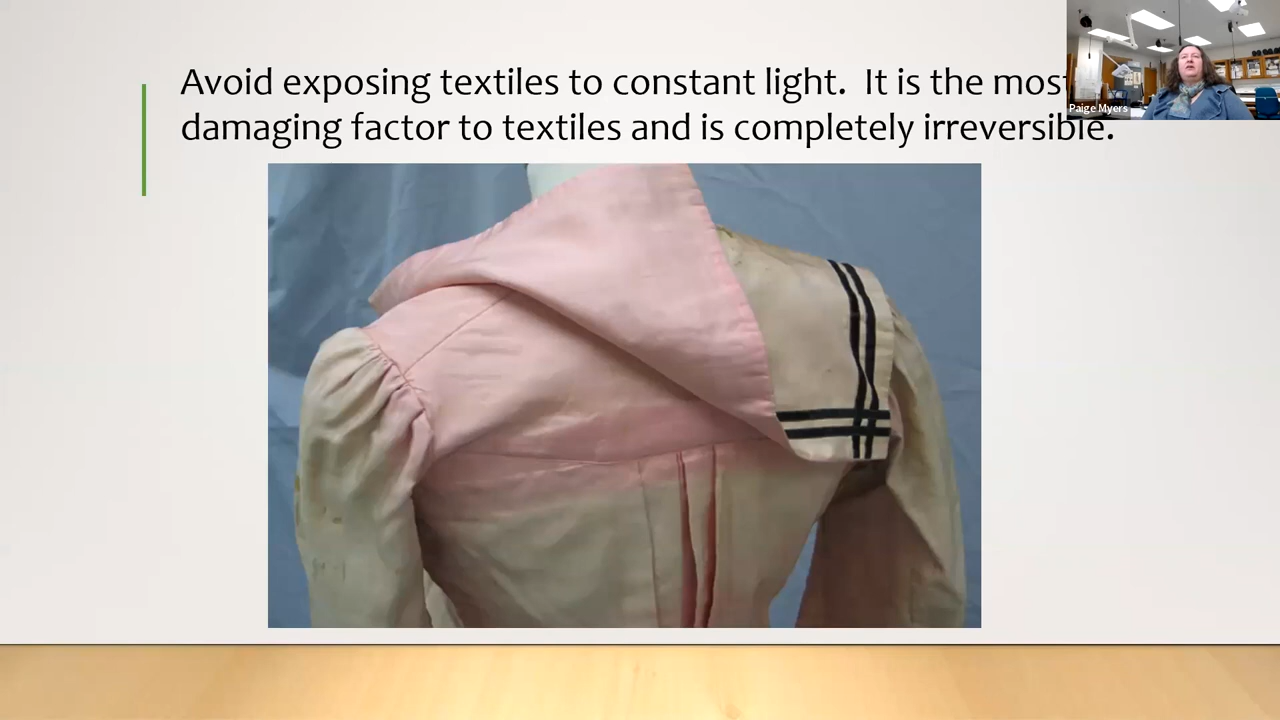 Avoid exposing textiles to constant light. It is the most
damaging factor to textiles and is completely irreversible.
Paige Myers